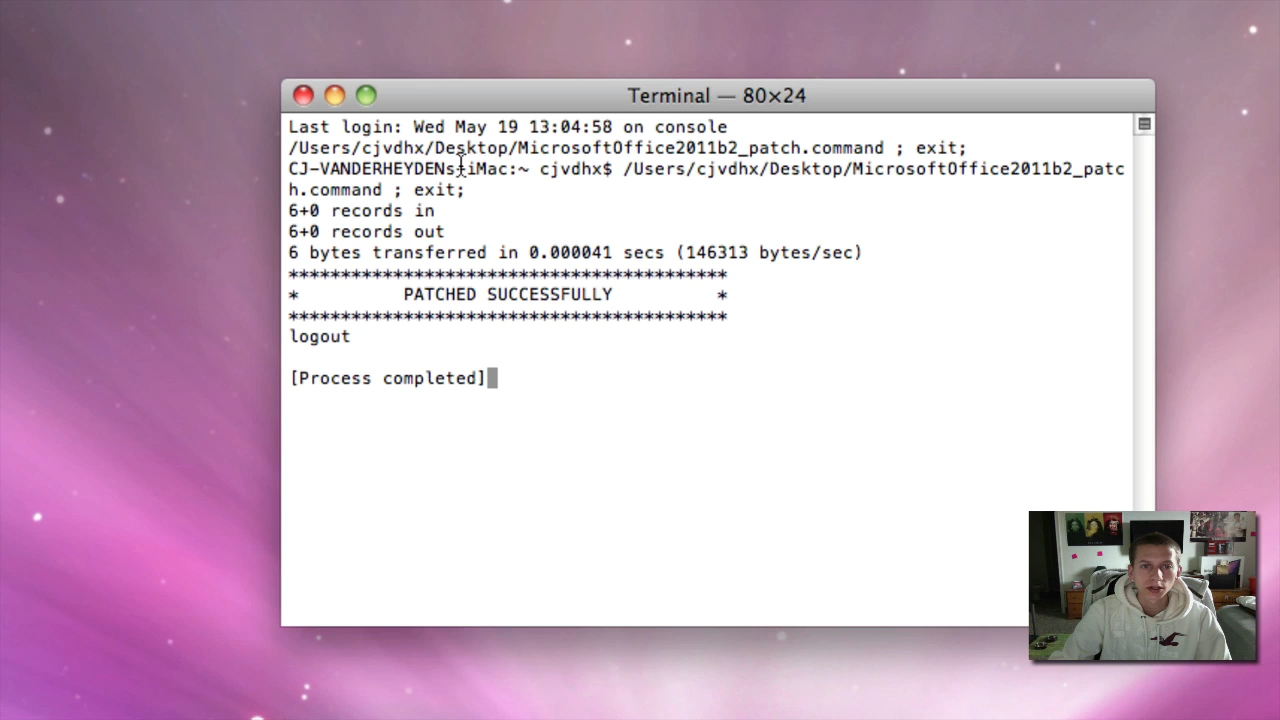 Terminal — 80×24
Last login: Wed May 19 13:04:58 on console
/Users/cjvdhx/Desktop/MicrosoftOffice2011b2_patch.command ; exit;
CJ-VANDERHEYDENs-iMac:~ cjvdhx$ /Users/cjvdhx/Desktop/MicrosoftOffice2011b2_patc
h.command ; exit;
6+0 records in
6+0 records out
6 bytes transferred in 0.000041 secs (146313 bytes/sec)
******************************************
* PATCHED SUCCESSFULLY *
******************************************
logout
[Process completed]